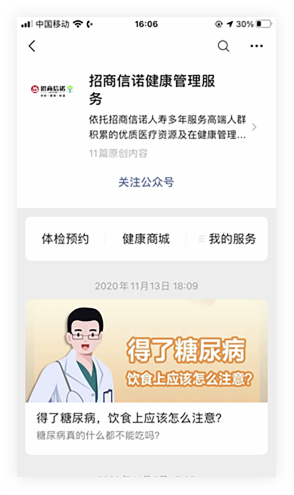 中国移动 16:06 30%
招商信诺
招商信诺健康管理服
务
依托招商信诺人寿多年服务高端人群
积累的优质医疗资源及在健康管理...
11篇原创内容
关注公众号
体检预约 健康商城 我的服务
2020年11月13日 18:09
得了糖尿病
饮食上应该怎么注意?
得了糖尿病，饮食上应该怎么注意?
糖尿病真的什么都不能吃吗?